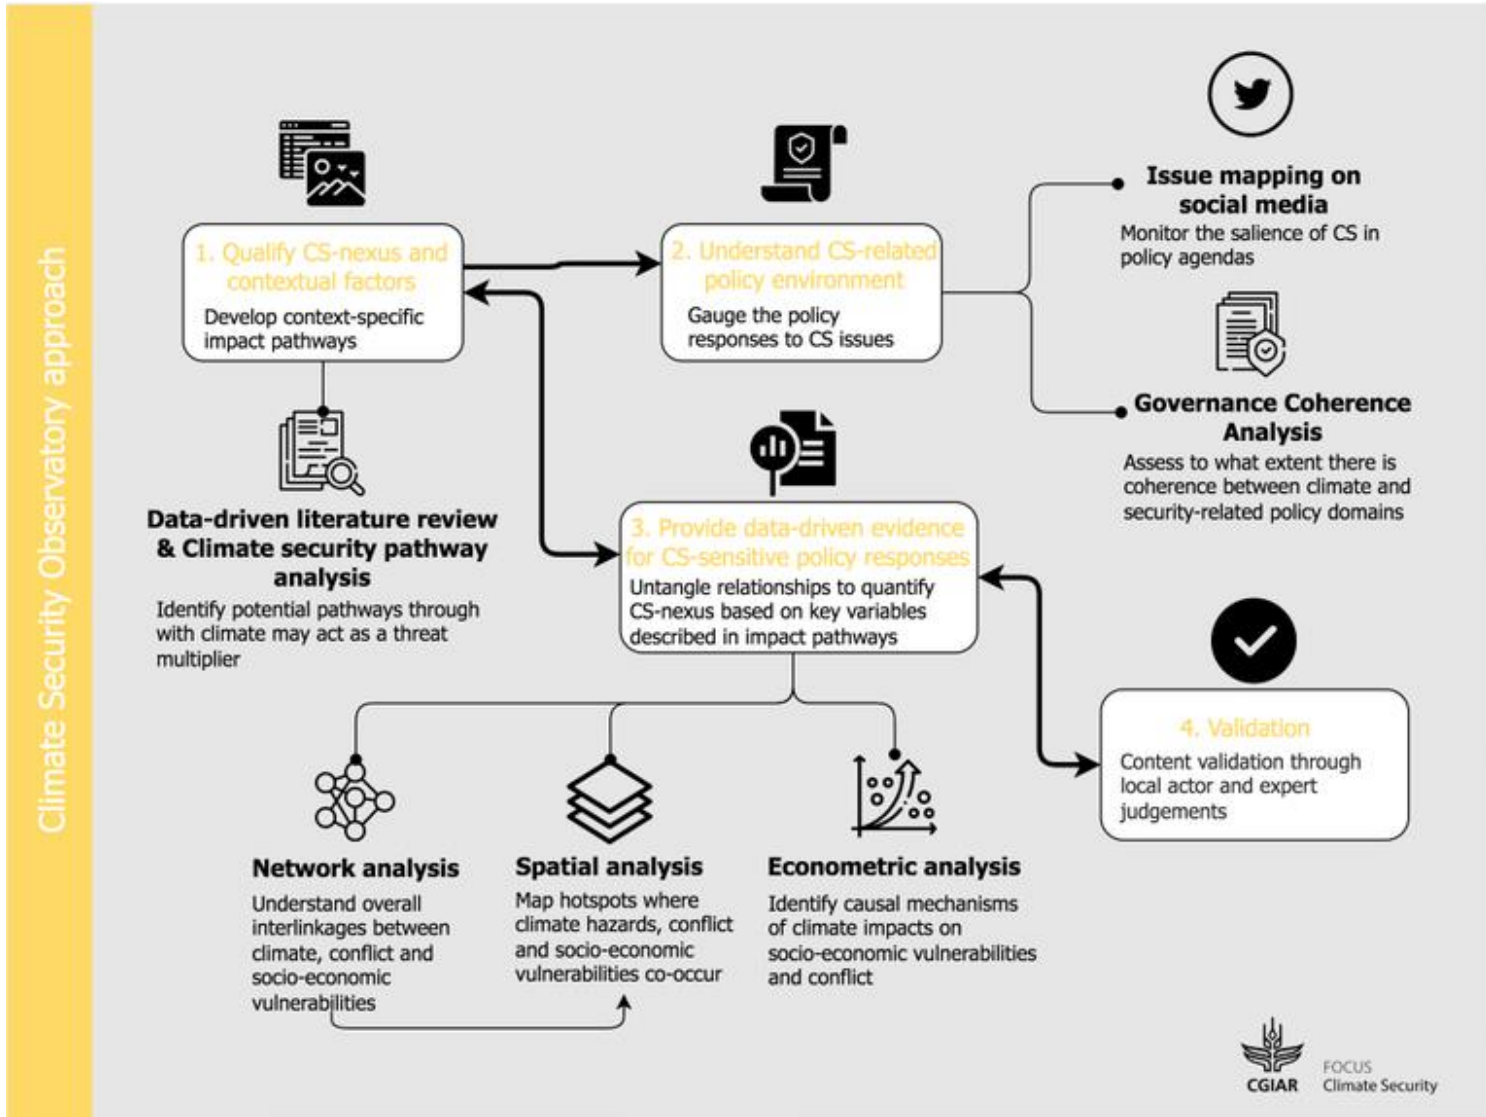 Climate Security Observatory approach
1. Qualify CS-nexus and
contextual factors
Develop context-specific
impact pathways
2. Understand CS-related
policy environment
Gauge the policy
responses to CS issues
Issue mapping on
social media
Monitor the salience of CS in
policy agendas
Governance Coherence
Analysis
Assess to what extent there is
coherence between climate and
security-related policy domains
Data-driven literature review
& Climate security pathway
analysis
Identify potential pathways through
with climate may act as a threat
multiplier
3. Provide data-driven evidence
for CS-sensitive policy responses
Untangle relationships to quantify
CS-nexus based on key variables
described in impact pathways
4. Validation
Content validation through
local actor and expert
judgements
Network analysis
Understand overall
interlinkages between
climate, conflict and
socio-economic
vulnerabilities
Spatial analysis
Map hotspots where
climate hazards, conflict
and socio-economic
vulnerabilities co-occur
Econometric analysis
Identify causal mechanisms
of climate impacts on
socio-economic vulnerabilities
and conflict
CGIAR
FOCUS
Climate Security